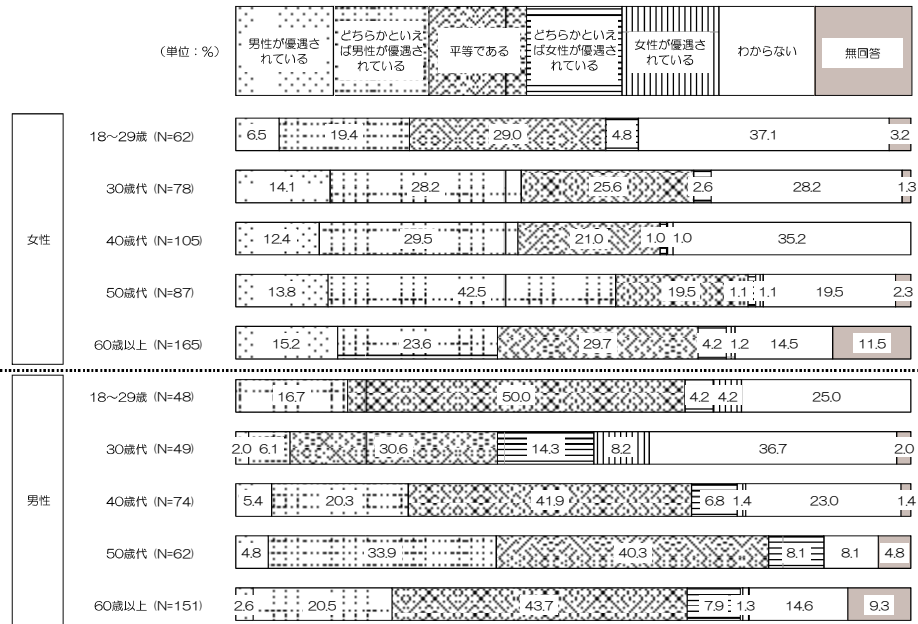 （単位：％）
男性が優遇さ
れている
どちらかといえ
ば男性が優遇さ
れている
平等である
どちらかといえ
ば女性が優遇さ
れている
女性が優遇さ
れている
わからない
無回答
女性
18～29歳 (N=62) 6.5 19.4 29.0 4.8 37.1 3.2
30歳代 (N=78) 14.1 28.2 25.6 2.6 28.2 1.3
40歳代 (N=105) 12.4 29.5 21.0 1.0 1.0 35.2
50歳代 (N=87) 13.8 42.5 19.5 1.1 1.1 19.5 2.3
60歳以上 (N=165) 15.2 23.6 29.7 4.2 1.2 14.5 11.5
男性
18～29歳 (N=48) 16.7 50.0 4.2 4.2 25.0
30歳代 (N=49) 2.0 6.1 30.6 14.3 8.2 36.7 2.0
40歳代 (N=74) 5.4 20.3 41.9 6.8 1.4 23.0 1.4
50歳代 (N=62) 4.8 33.9 40.3 8.1 8.1 4.8
60歳以上 (N=151) 2.6 20.5 43.7 7.9 1.3 14.6 9.3